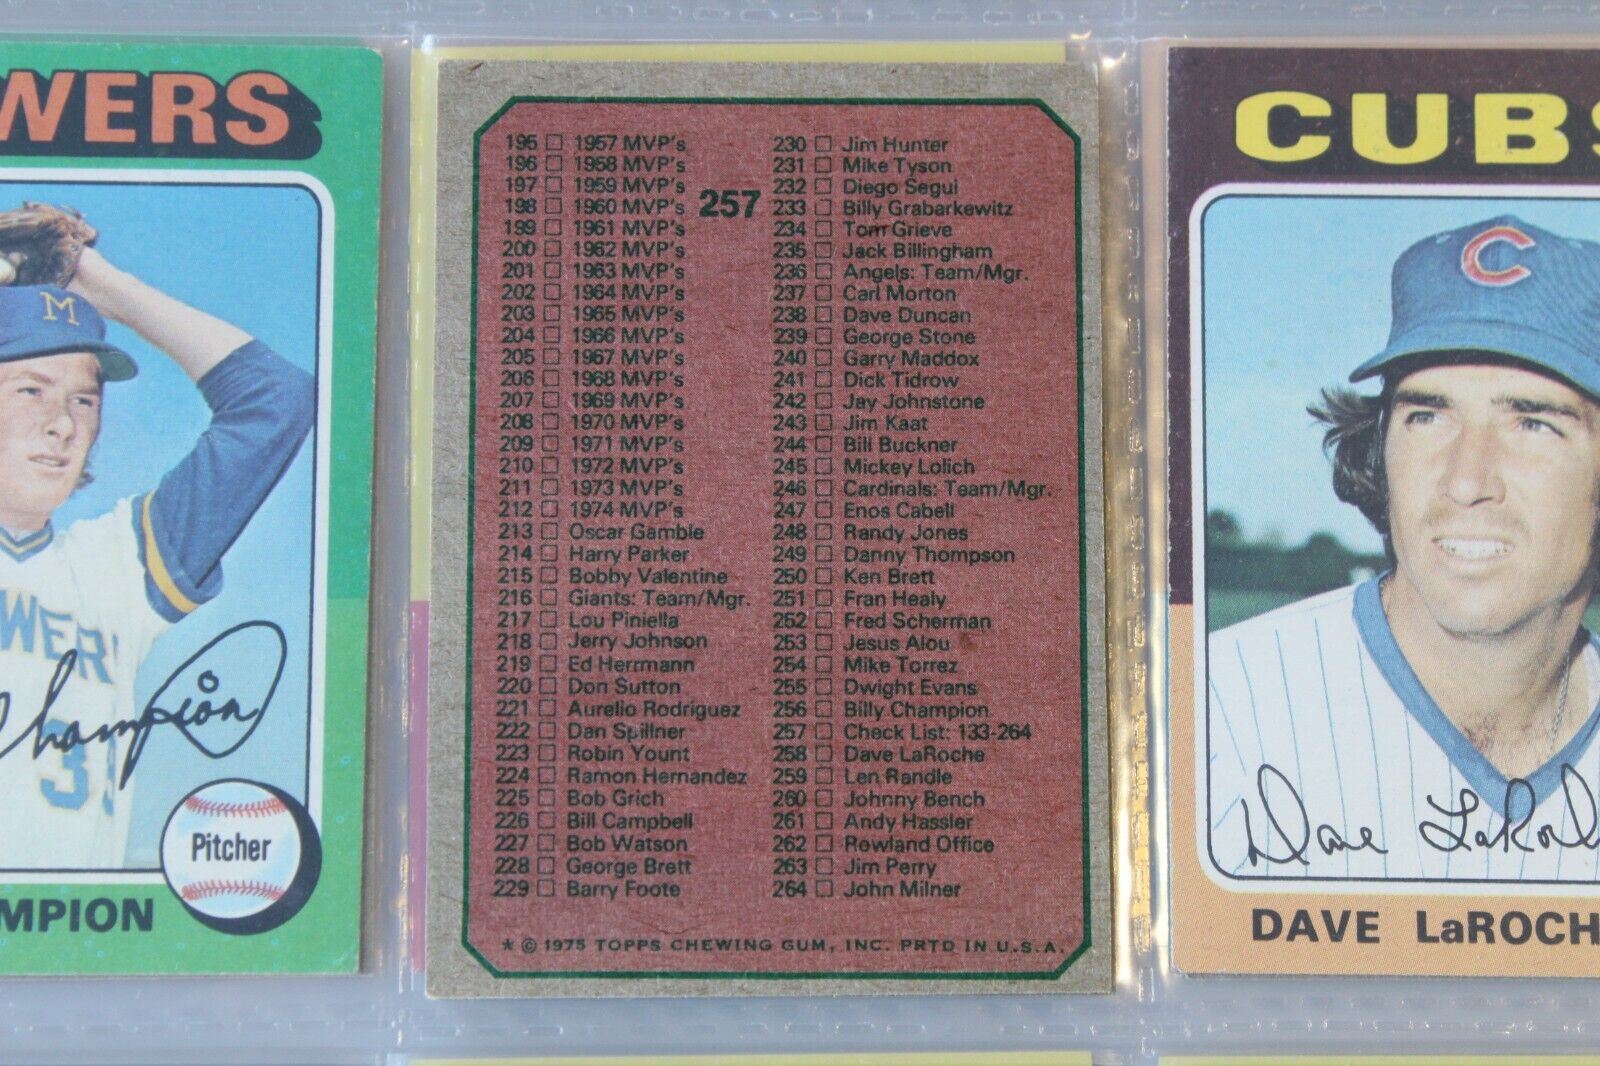 WERS
M
WER
Champion
3
Pitcher
MPION
257
195 1957 MVP's
196 1958 MVP's
197 1959 MVP's
198 1960 MVP's
199 1961 MVP's
200 1962 MVP's
201 1963 MVP's
202 1964 MVP's
203 1965 MVP's
204 1966 MVP's
205 1967 MVP's
206 1968 MVP's
207 1969 MVP's
208 1970 MVP's
209 1971 MVP's
210 1972 MVP's
211 1973 MVP's
212 1974 MVP's
213 Oscar Gamble
214 Harry Parker
215 Bobby Valentine
216 Giants: Team/Mgr.
217 Lou Piniella
218 Jerry Johnson
219 Ed Herrmann
220 Don Sutton
221 Aurelio Rodriguez
222 Dan Spillner
223 Robin Yount
224 Ramon Hernandez
225 Bob Grich
226 Bill Campbell
227 Bob Watson
228 George Brett
229 Barry Foote
230 Jim Hunter
231 Mike Tyson
232 Diego Segui
233 Billy Grabarkewitz
234 Tom Grieve
235 Jack Billingham
236 Angels: Team/Mgr.
237 Carl Morton
238 Dave Duncan
239 George Stone
240 Garry Maddox
241 Dick Tidrow
242 Jay Johnstone
243 Jim Kaat
244 Bill Buckner
245 Mickey Lolich
246 Cardinals: Team/Mgr.
247 Enos Cabell
248 Randy Jones
249 Danny Thompson
250 Ken Brett
251 Fran Healy
252 Fred Scherman
253 Jesus Alou
254 Mike Torrez
255 Dwight Evans
256 Billy Champion
257 Check List: 133-264
258 Dave LaRoche
259 Len Randle
260 Johnny Bench
261 Andy Hassler
262 Rowland Office
263 Jim Perry
264 John Milner
* © 1975 TOPPS CHEWING GUM, INC. PRTD IN U.S.A.
CUBS
C
Dave LaRoch
DAVE LaROCH